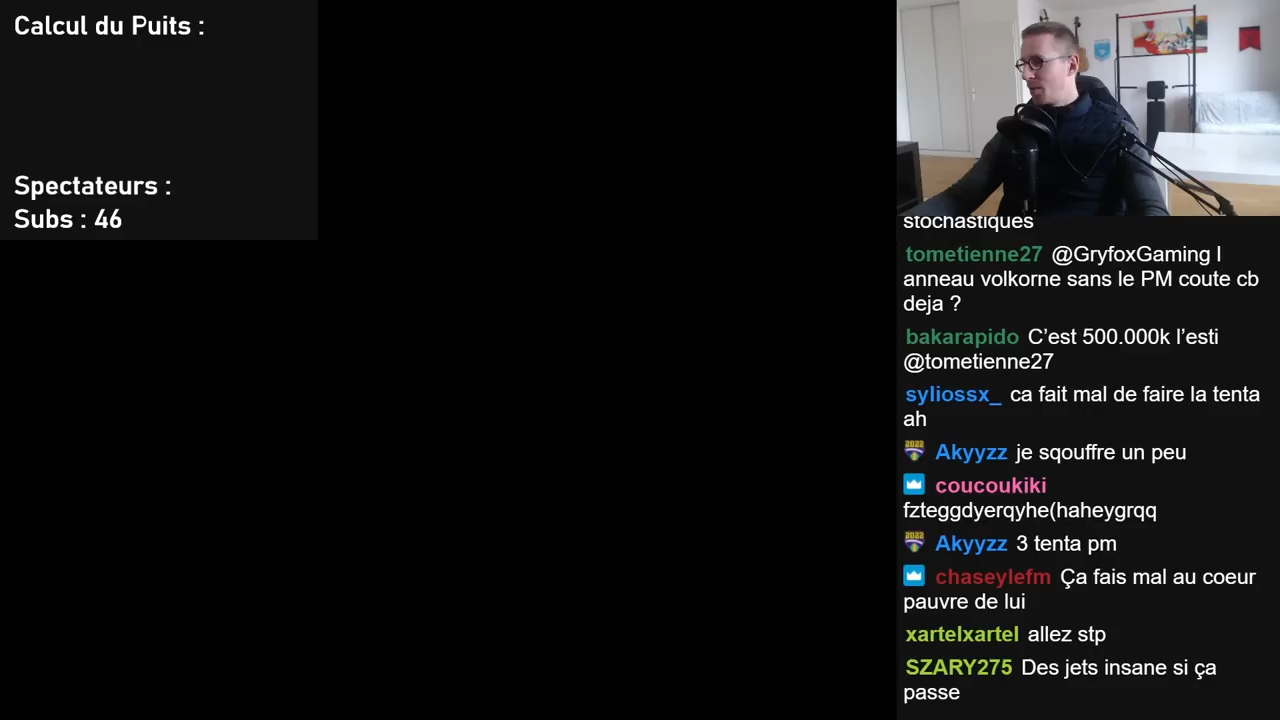 Calcul du Puits :
Spectateurs :
Subs : 46
stochastiques
tometienne27 @GryfoxGaming l
anneau volkorne sans le PM coute cb
deja ?
bakarapido C’est 500.000k l’esti
@tometienne27
syliossx_ ca fait mal de faire la tenta
ah
Akyyzz je sqouffre un peu
coucoukiki
fzteggdyerqyhe(haheygrqq
Akyyzz 3 tenta pm
chaseylefm Ça fais mal au coeur
pauvre de lui
xartelxartel allez stp
SZARY275 Des jets insane si ça
passe